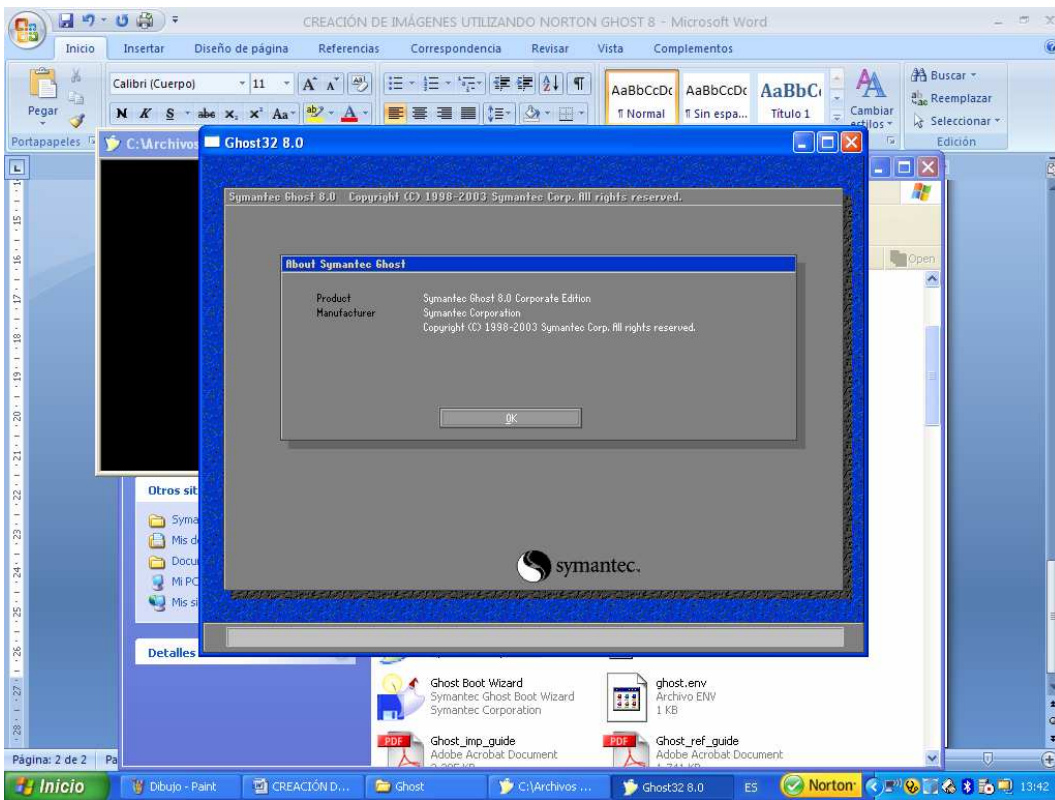 CREACIÓN DE IMÁGENES UTILIZANDO NORTON GHOST 8 - Microsoft Word
Inicio Insertar Diseño de página Referencias Correspondencia Revisar Vista Complementos
Pegar
Calibri (Cuerpo) 11
N K S abc x₂ x² Aa
AaBbCcDc AaBbCcDc AaBbC
¶ Normal ¶ Sin espa... Título 1
Cambiar estilos
Buscar
Reemplazar
Seleccionar
Portapapeles
Edición
C:\Archivos
Ghost32 8.0
Symantec Ghost 8.0 Copyright (C) 1998-2003 Symantec Corp. All rights reserved.
About Symantec Ghost
Product Symantec Ghost 8.0 Corporate Edition
Manufacturer Symantec Corporation
Copyright (C) 1998-2003 Symantec Corp. All rights reserved.
OK
symantec.
Open
Otros sit
Syma
Mis d
Docu
Mi PC
Mis si
Detalles
Ghost Boot Wizard
Symantec Ghost Boot Wizard
Symantec Corporation
ghost.env
Archivo ENV
1 KB
Ghost_imp_guide
Adobe Acrobat Document
Ghost_ref_guide
Adobe Acrobat Document
Página: 2 de 2 Pa
Inicio Dibujo - Paint CREACIÓN D... Ghost C:\Archivos ... Ghost32 8.0 ES Norton 13:42